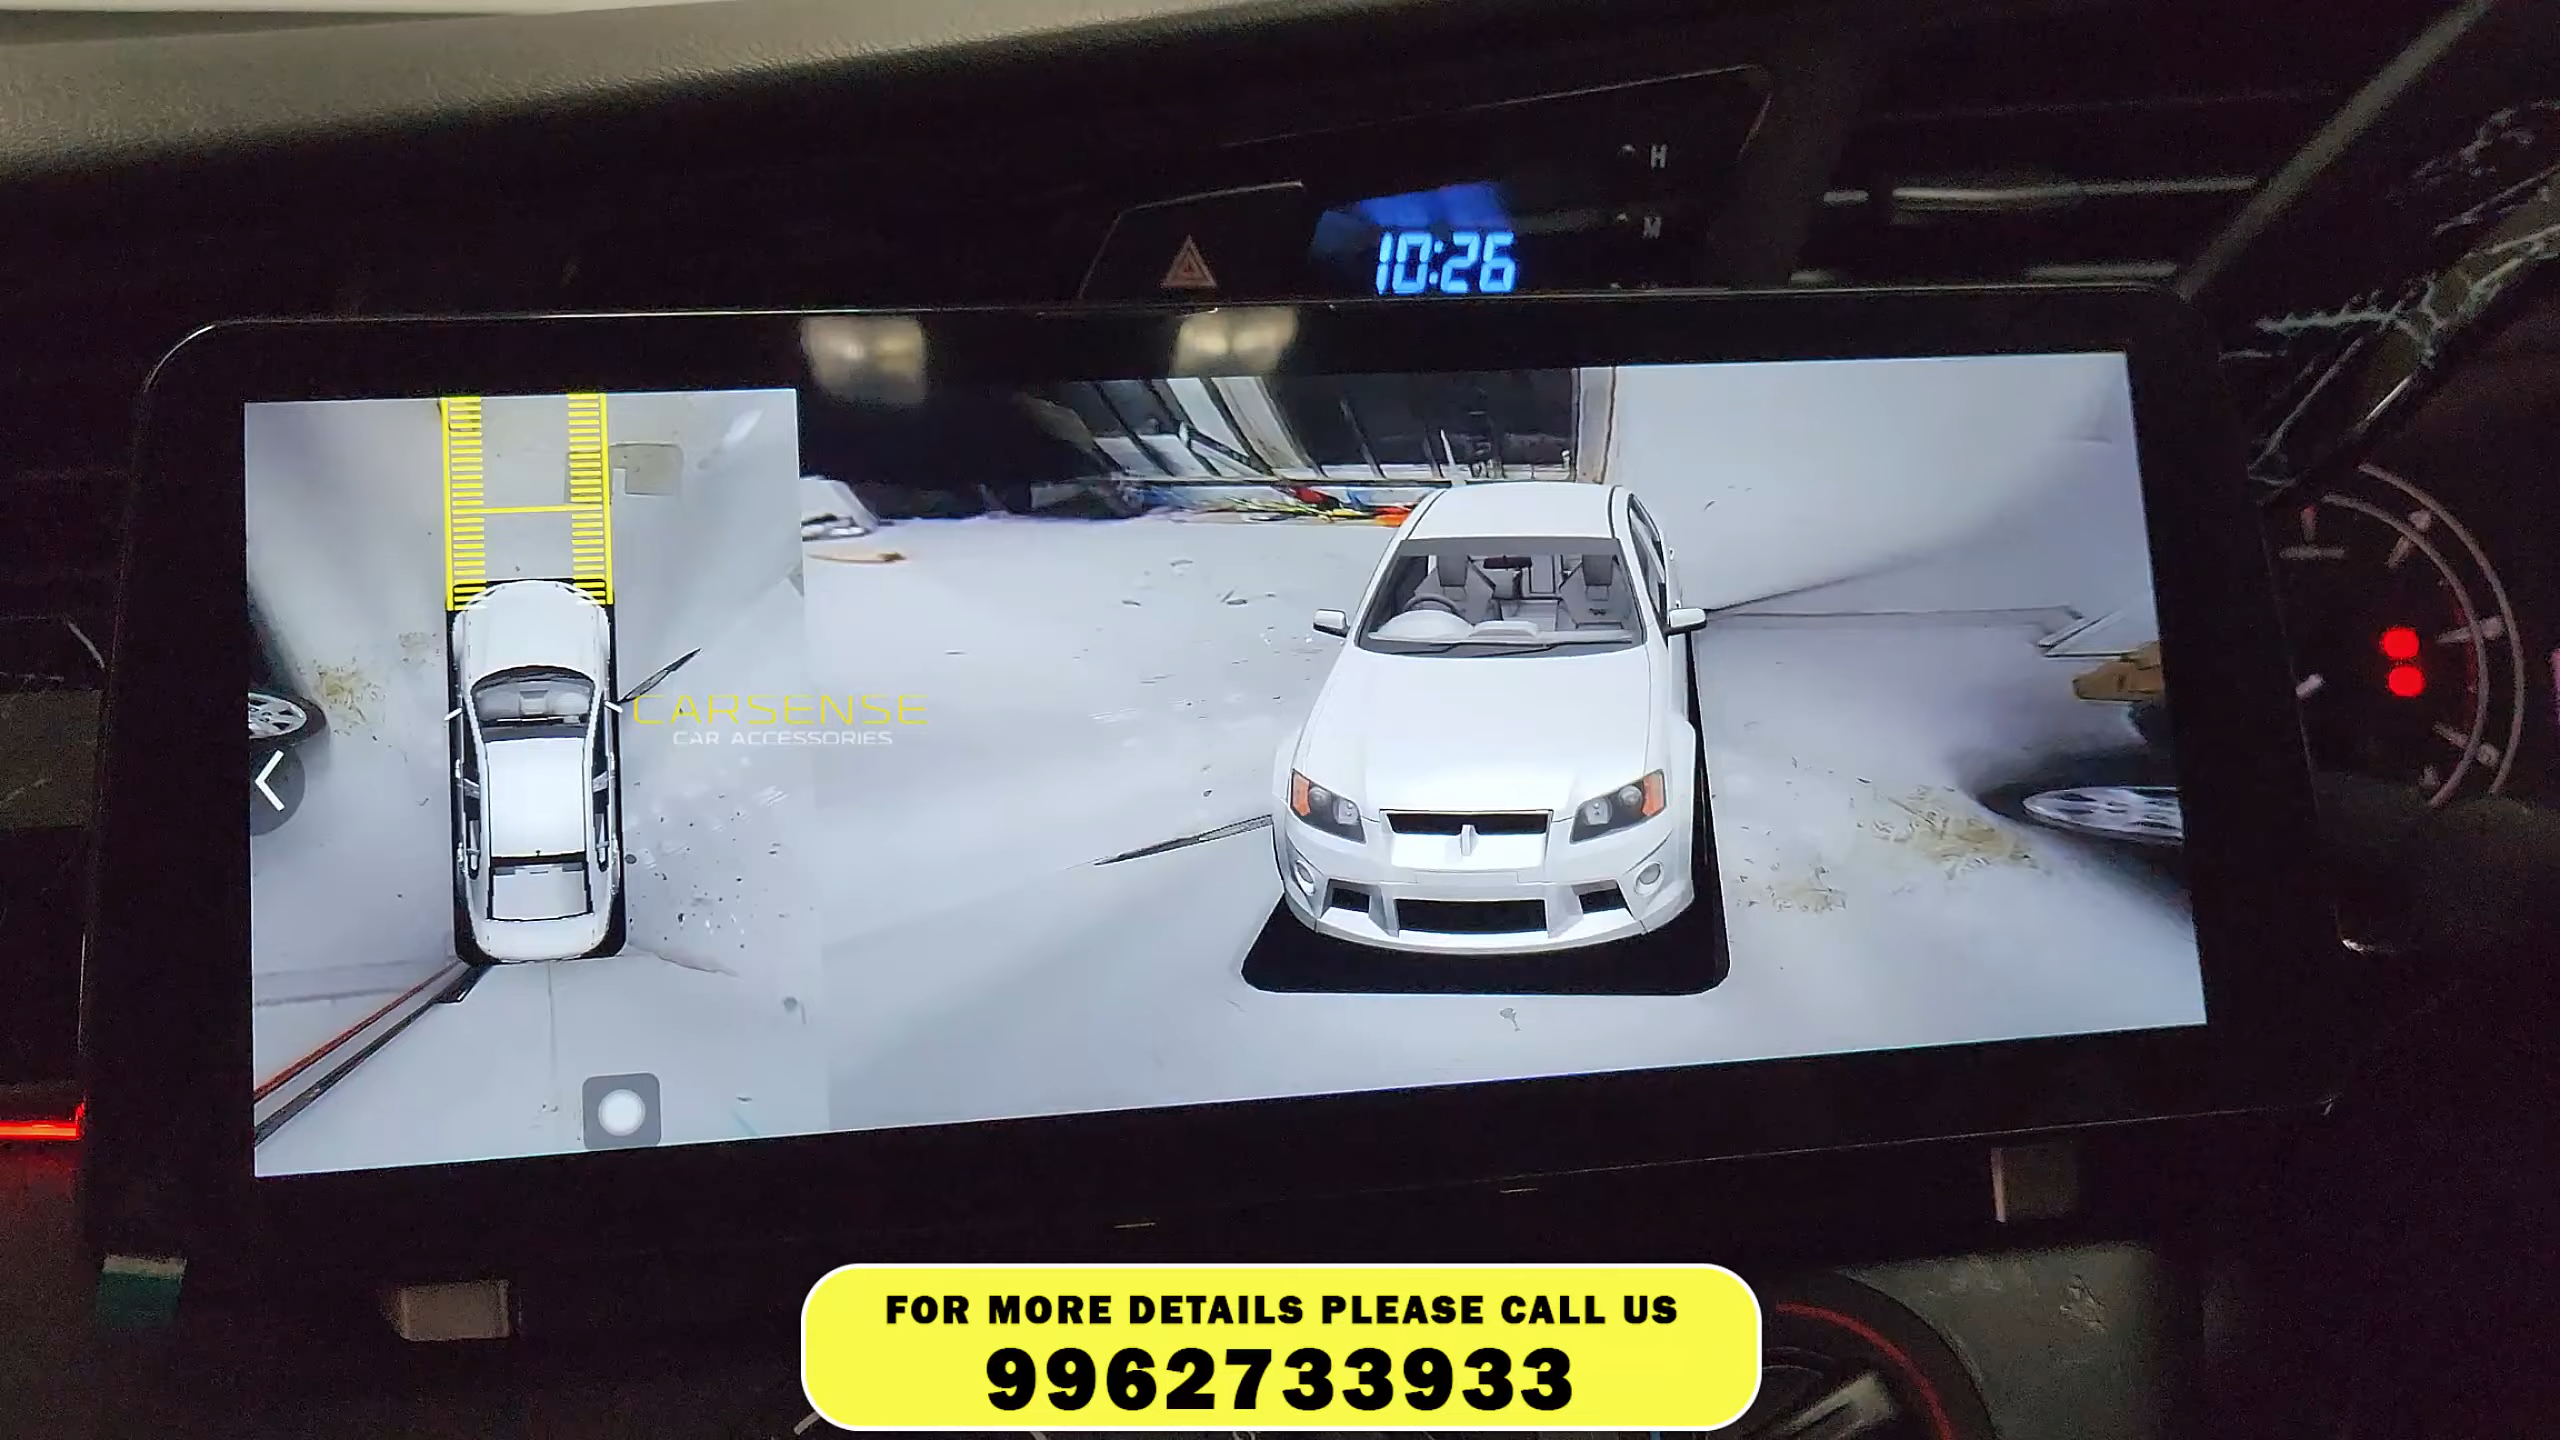 H
M
10:26
CARSENSE
CAR ACCESSORIES
FOR MORE DETAILS PLEASE CALL US
9962733933